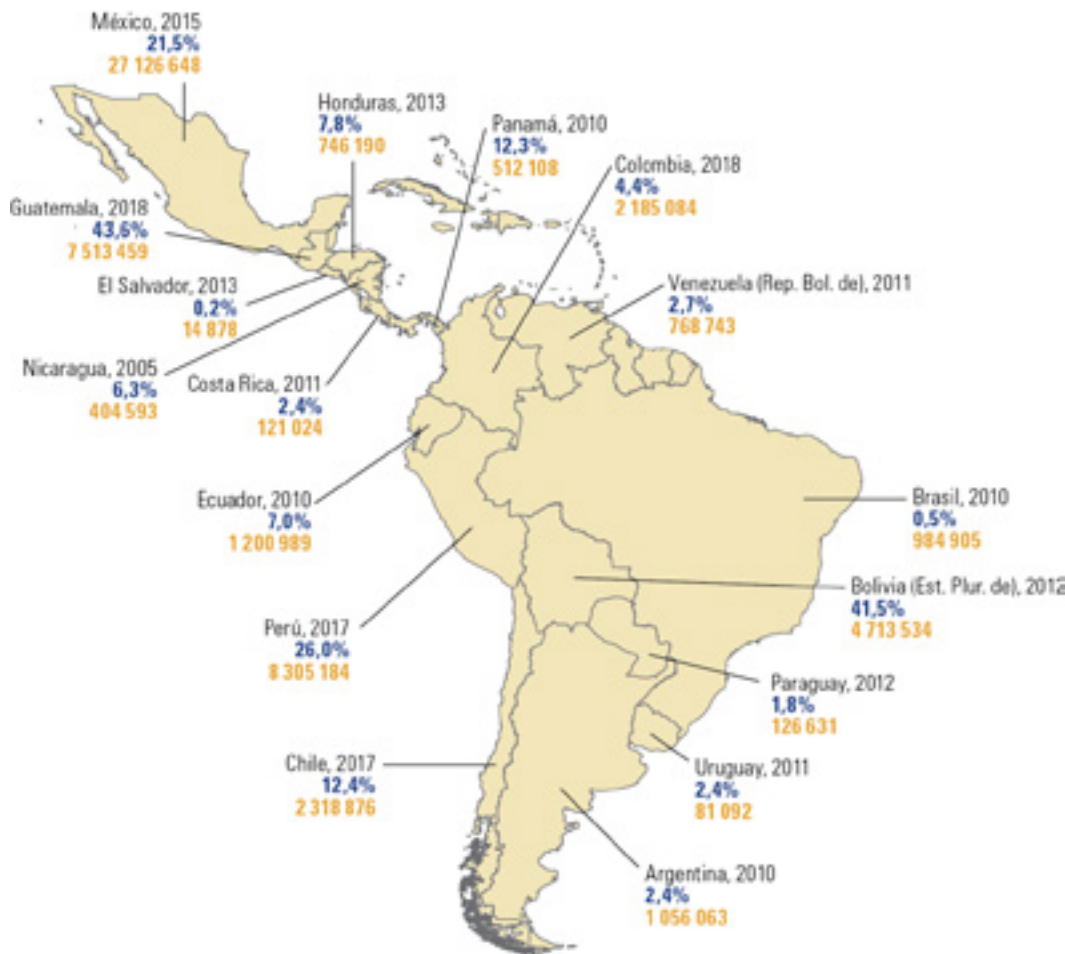 México, 2015
21,5%
27 126 648
Honduras, 2013
7,8%
746 190
Panamá, 2010
12,3%
512 108
Colombia, 2018
4,4%
2 185 084
Guatemala, 2018
43,6%
7 513 459
El Salvador, 2013
0,2%
14 878
Venezuela (Rep. Bol. de), 2011
2,7%
768 743
Nicaragua, 2005
6,3%
404 593
Costa Rica, 2011
2,4%
121 024
Ecuador, 2010
7,0%
1 200 989
Brasil, 2010
0,5%
984 905
Bolivia (Est. Plur. de), 2012
41,5%
4 713 534
Perú, 2017
26,0%
8 305 184
Paraguay, 2012
1,8%
126 631
Chile, 2017
12,4%
2 318 876
Uruguay, 2011
2,4%
81 092
Argentina, 2010
2,4%
1 056 063